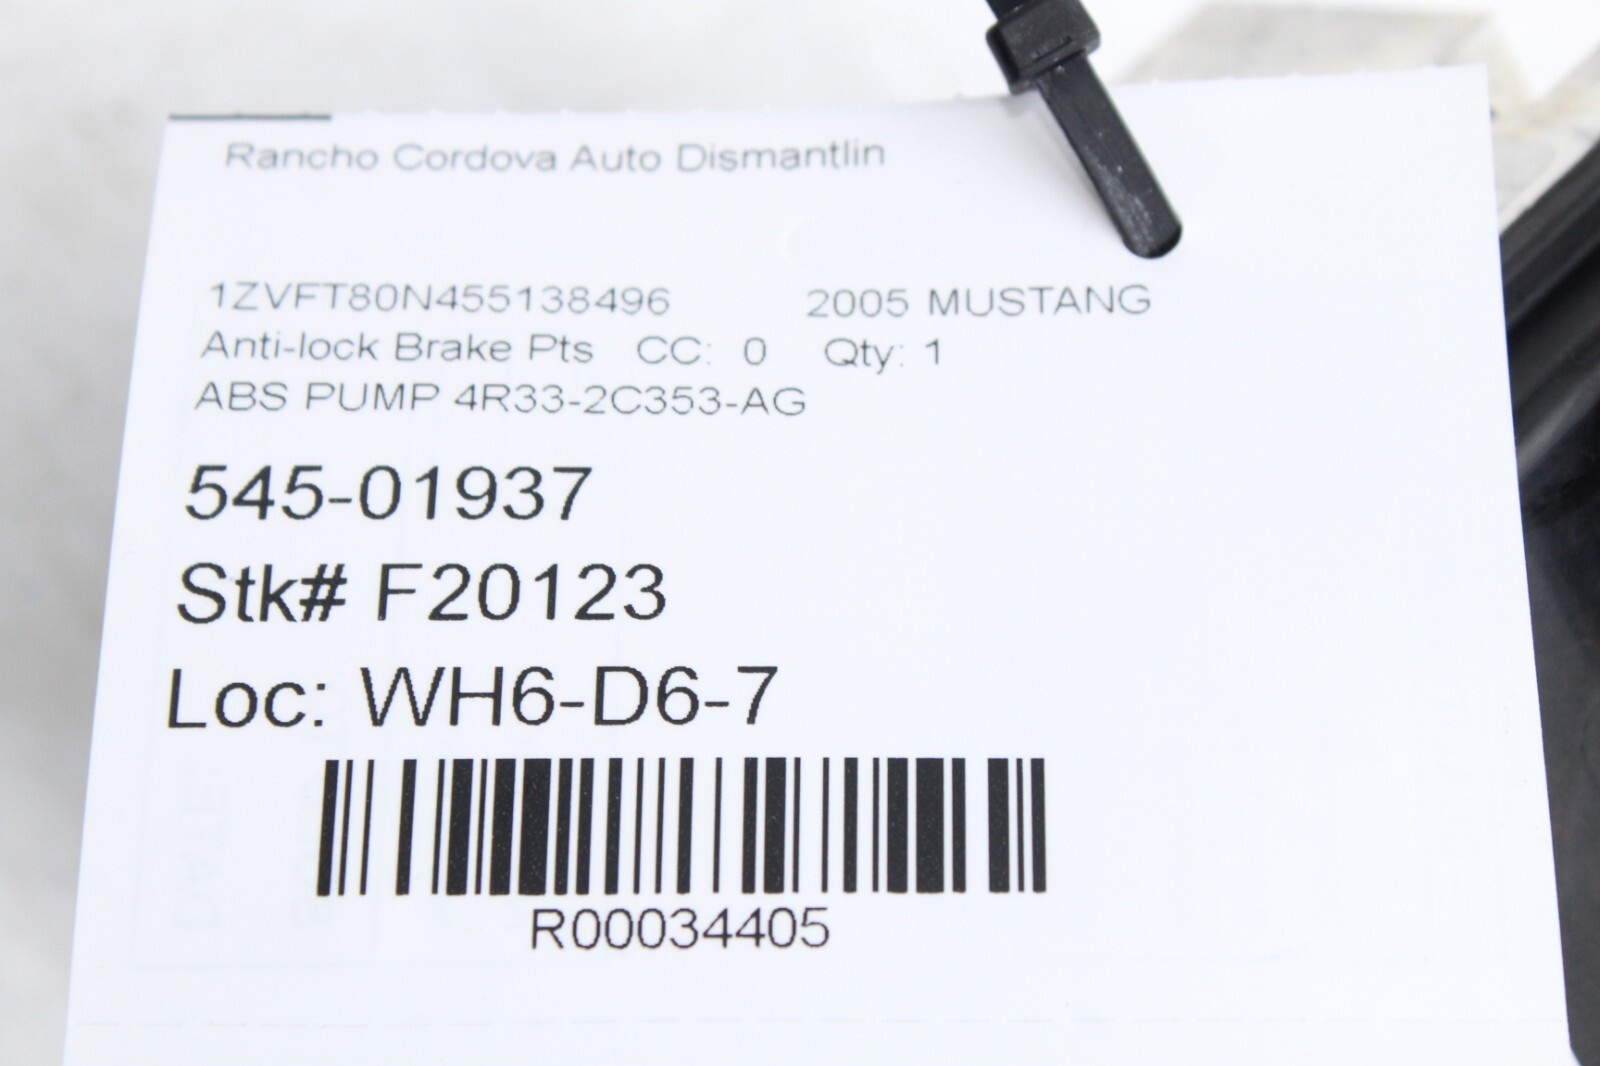 Rancho Cordova Auto Dismantlin
1ZVFT80N455138496 2005 MUSTANG
Anti-lock Brake Pts CC: 0 Qty: 1
ABS PUMP 4R33-2C353-AG
545-01937
Stk# F20123
Loc: WH6-D6-7
R00034405